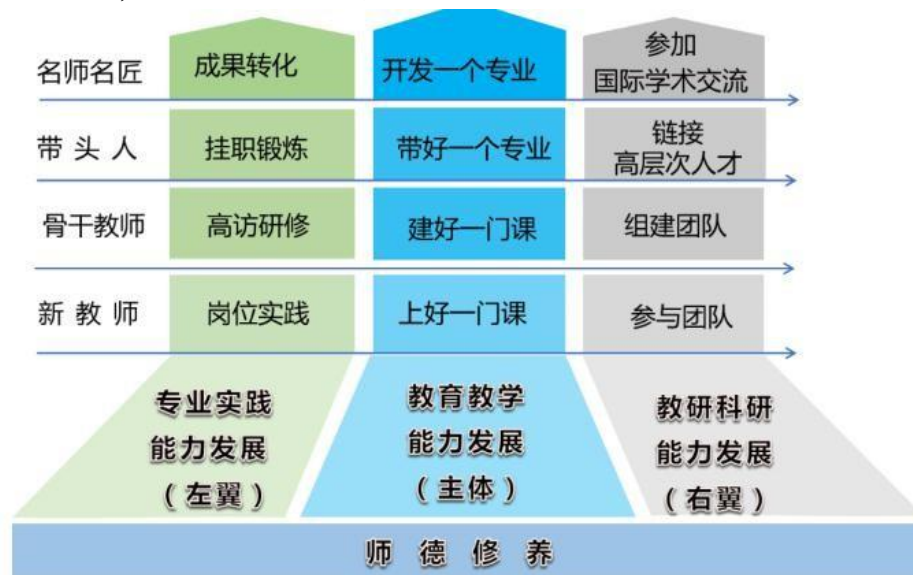 名师名匠 成果转化 开发一个专业 参加
国际学术交流
带头人 挂职锻炼 带好一个专业 链接
高层次人才
骨干教师 高访研修 建好一门课 组建团队
新教师 岗位实践 上好一门课 参与团队
专业实践
能力发展
（左翼）
教育教学
能力发展
（主体）
教研科研
能力发展
（右翼）
师德修养